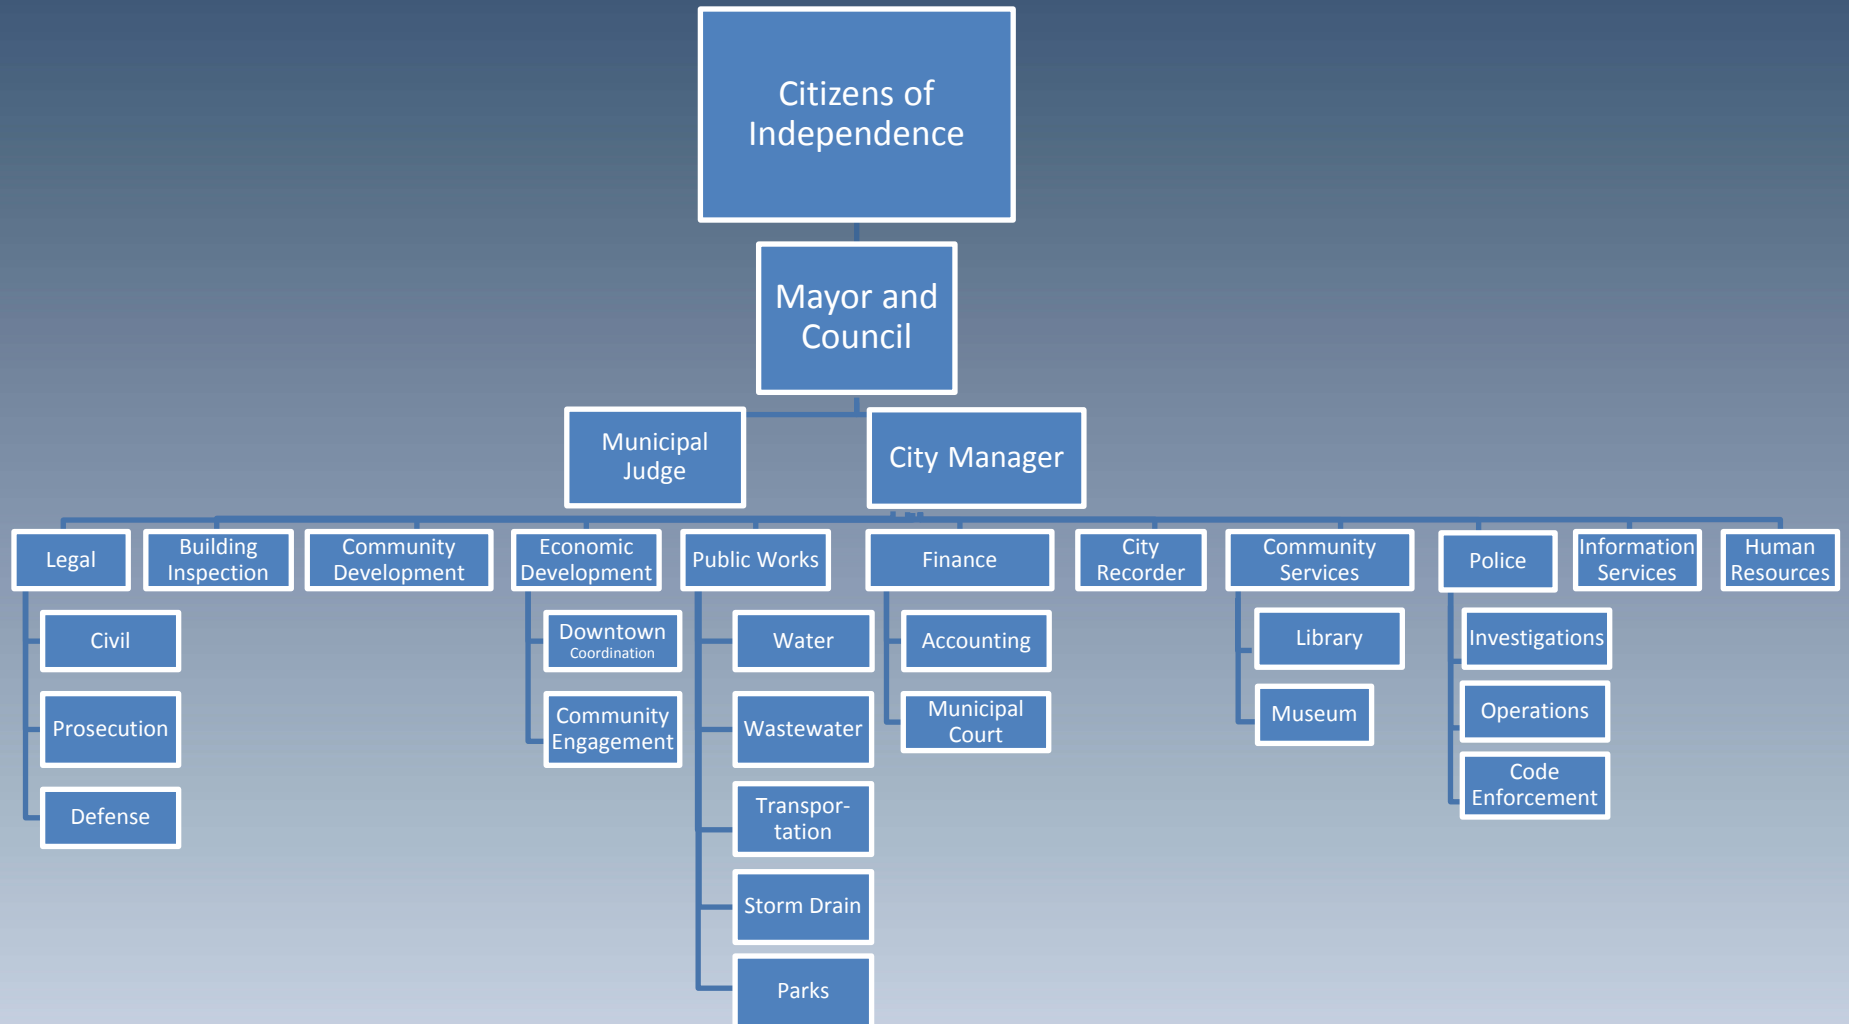 Citizens of
Independence
Mayor and
Council
Municipal
Judge
City Manager
Legal
Building
Inspection
Community
Development
Economic
Development
Public Works
Finance
City
Recorder
Community
Services
Police
Information
Services
Human
Resources
Civil
Prosecution
Defense
Downtown
Coordination
Community
Engagement
Water
Wastewater
Transpor-
tation
Storm Drain
Parks
Accounting
Municipal
Court
Library
Museum
Investigations
Operations
Code
Enforcement